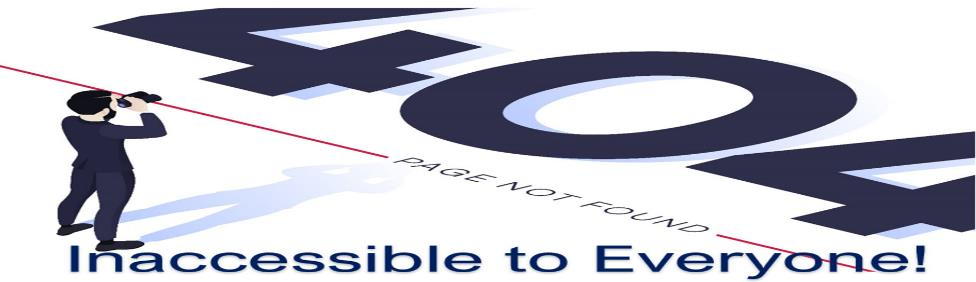 404
PAGE NOT FOUND
Inaccessible to Everyone!